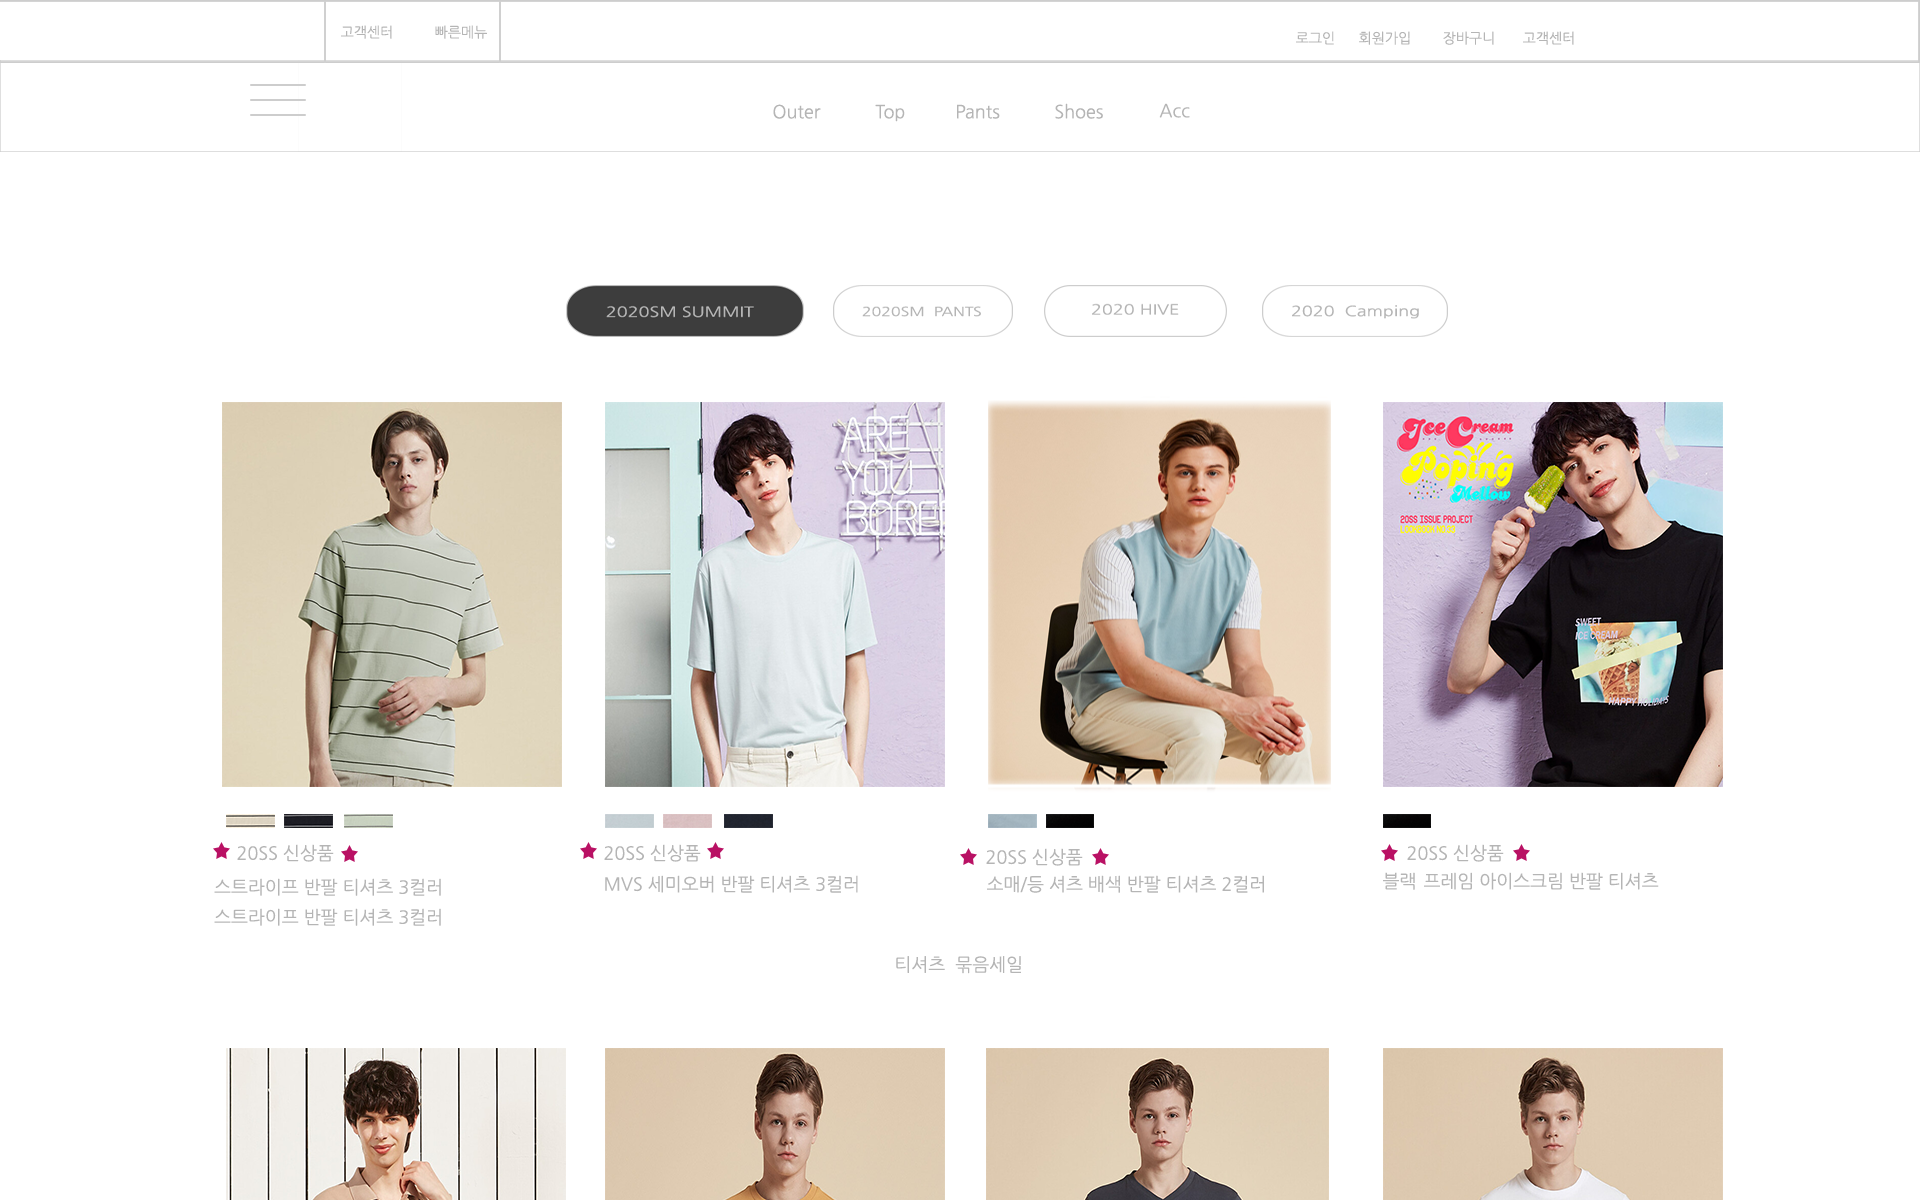 고객센터 빠른메뉴
로그인 회원가입 장바구니 고객센터
Outer Top Pants Shoes Acc
2020SM SUMMIT
2020SM PANTS
2020 HIVE
2020 Camping
ARE
YOU
BORE
Ice Cream
Poping
Mellow
20SS ISSUE PROJECT
SWEET
ICE CREAM
HAPPY HOLIDAYS
20SS 신상품
스트라이프 반팔 티셔츠 3컬러
스트라이프 반팔 티셔츠 3컬러
20SS 신상품
MVS 세미오버 반팔 티셔츠 3컬러
20SS 신상품
소매/등 셔츠 배색 반팔 티셔츠 2컬러
20SS 신상품
블랙 프레임 아이스크림 반팔 티셔츠
티셔츠 묶음세일